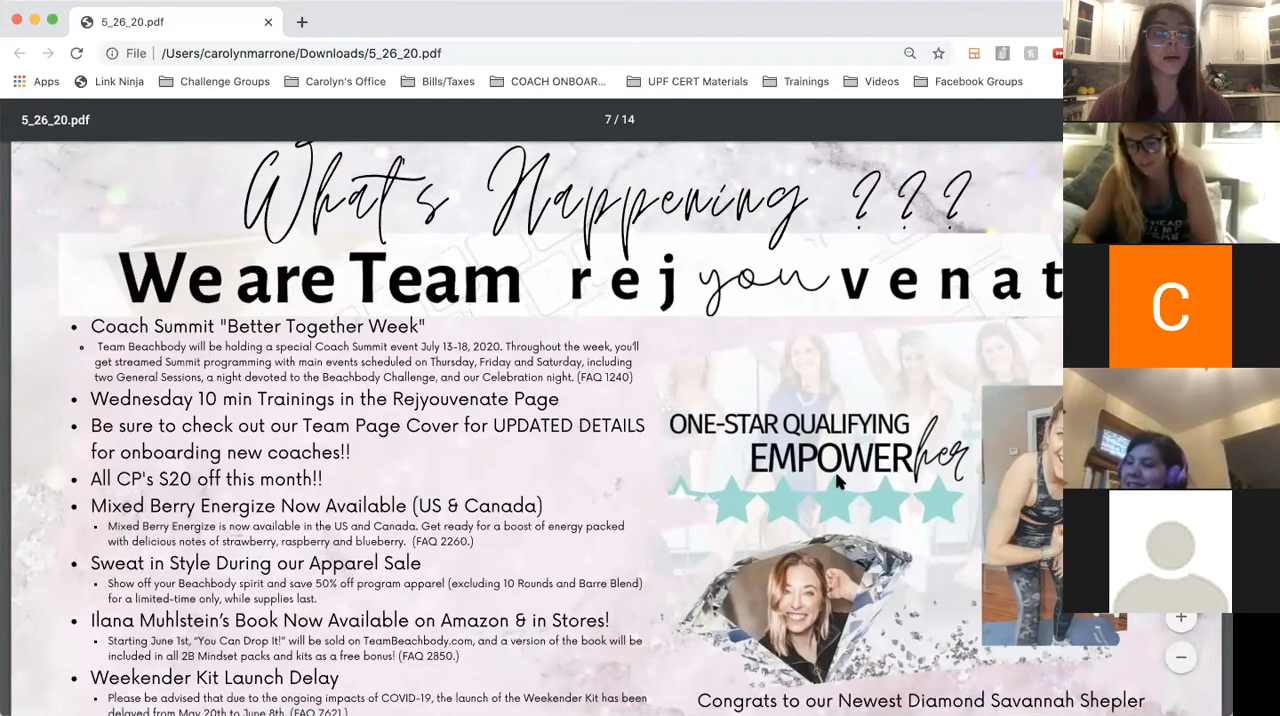 5_26_20.pdf
File | /Users/carolynmarrone/Downloads/5_26_20.pdf
Apps Link Ninja Challenge Groups Carolyn's Office Bills/Taxes COACH ONBOAR... UPF CERT Materials Trainings Videos Facebook Groups
5_26_20.pdf 7 / 14
What's Happening ???
We are Team rejyouvenat
• Coach Summit "Better Together Week"
Team Beachbody will be holding a special Coach Summit event July 13-18, 2020. Throughout the week, you'll
get streamed Summit programming with main events scheduled on Thursday, Friday and Saturday, including
two General Sessions, a night devoted to the Beachbody Challenge, and our Celebration night. (FAQ 1240)
• Wednesday 10 min Trainings in the Rejyouvenate Page
• Be sure to check out our Team Page Cover for UPDATED DETAILS
for onboarding new coaches!!
• All CP's $20 off this month!!
• Mixed Berry Energize Now Available (US & Canada)
Mixed Berry Energize is now available in the US and Canada. Get ready for a boost of energy packed
with delicious notes of strawberry, raspberry and blueberry. (FAQ 2260.)
• Sweat in Style During our Apparel Sale
Show off your Beachbody spirit and save 50% off program apparel (excluding 10 Rounds and Barre Blend)
for a limited-time only, while supplies last.
• Ilana Muhlstein's Book Now Available on Amazon & in Stores!
Starting June 1st, "You Can Drop It!" will be sold on TeamBeachbody.com, and a version of the book will be
included in all 2B Mindset packs and kits as a free bonus! (FAQ 2850.)
• Weekender Kit Launch Delay
Please be advised that due to the ongoing impacts of COVID-19, the launch of the Weekender Kit has been
delayed from May 20th to June 8th. (FAQ 7621.)
ONE-STAR QUALIFYING
EMPOWERher
Congrats to our Newest Diamond Savannah Shepler
C